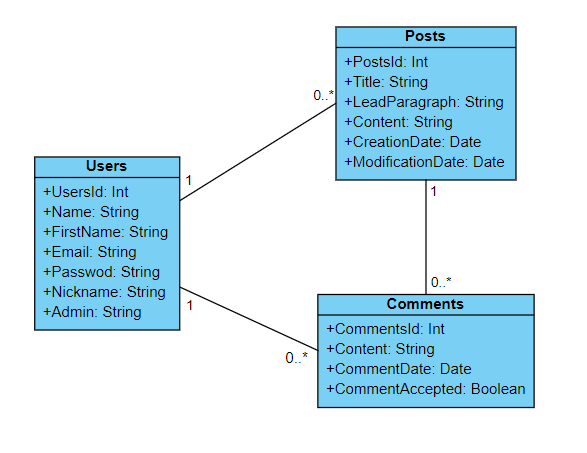 Posts
+PostsId: Int
+Title: String
+LeadParagraph: String
+Content: String
+CreationDate: Date
+ModificationDate: Date
0..*
1
Users
+UsersId: Int
+Name: String
+FirstName: String
+Email: String
+Passwod: String
+Nickname: String
+Admin: String
1
1
0..*
0..*
Comments
+CommentsId: Int
+Content: String
+CommentDate: Date
+CommentAccepted: Boolean